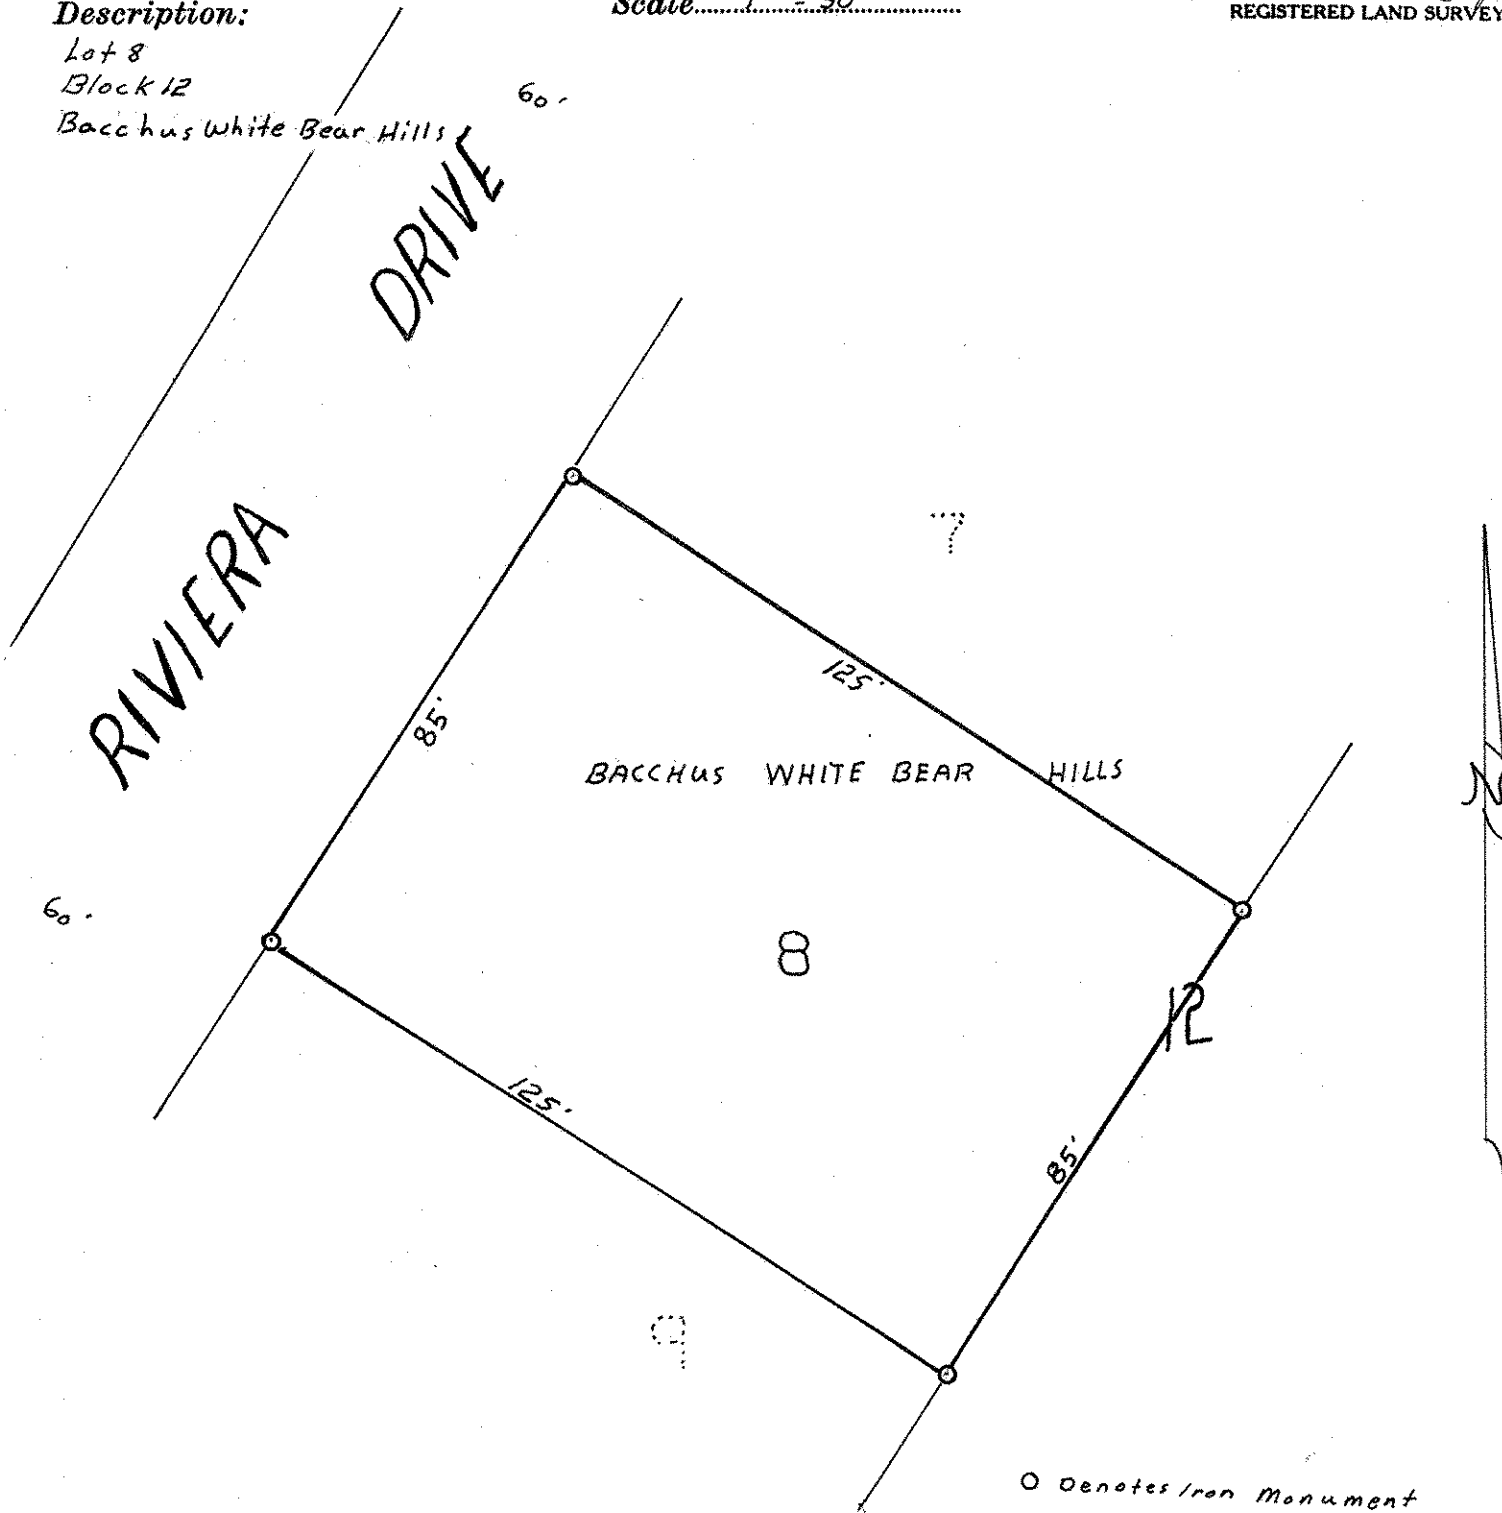 Description:
Scale
REGISTERED LAND SURVEY
Lot 8
Block 12
Bacchus White Bear Hills
60'
DRIVE
RIVIERA
7
125'
85'
BACCHUS WHITE BEAR HILLS
N
60'
8
12
125'
85'
9
O Denotes Iron Monument